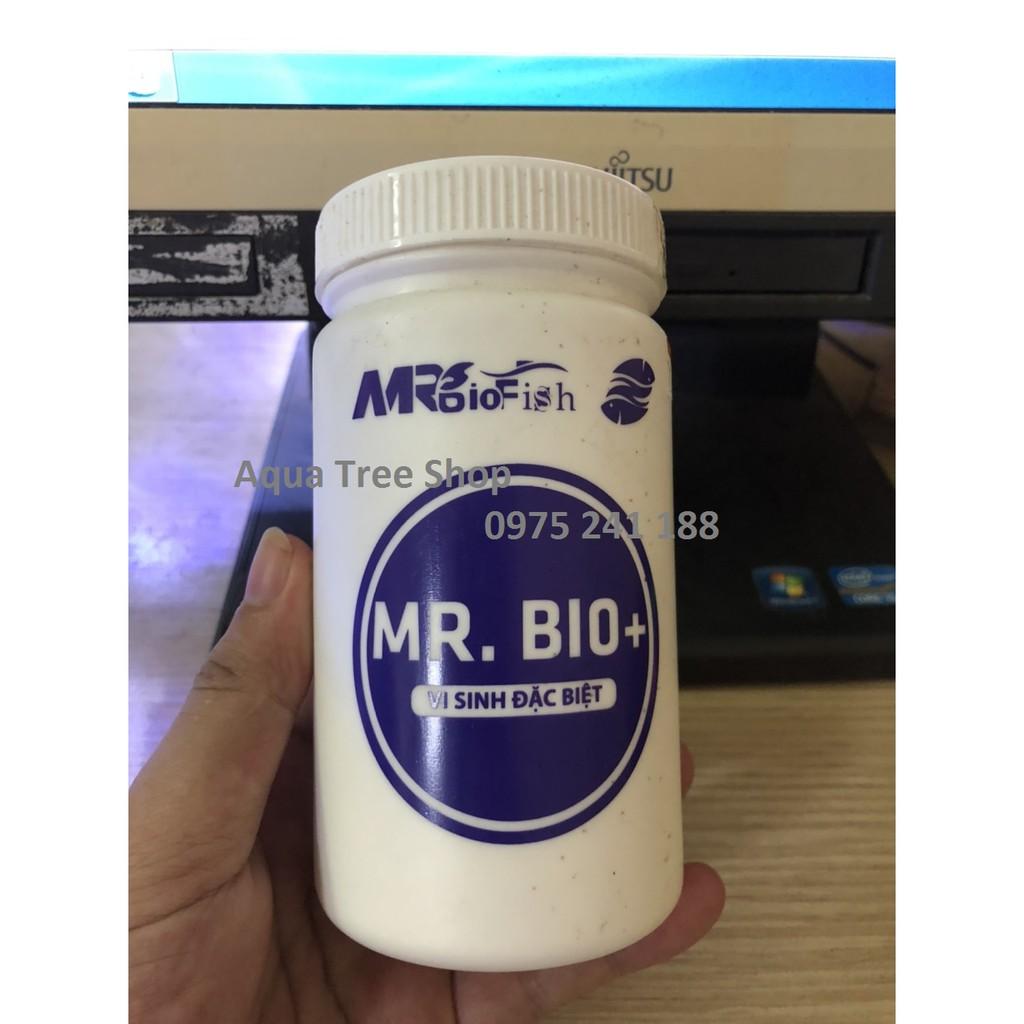 MRBioFish
Aqua Tree Shop
0975 241 188
MR. BIO+
VI SINH ĐẶC BIỆT